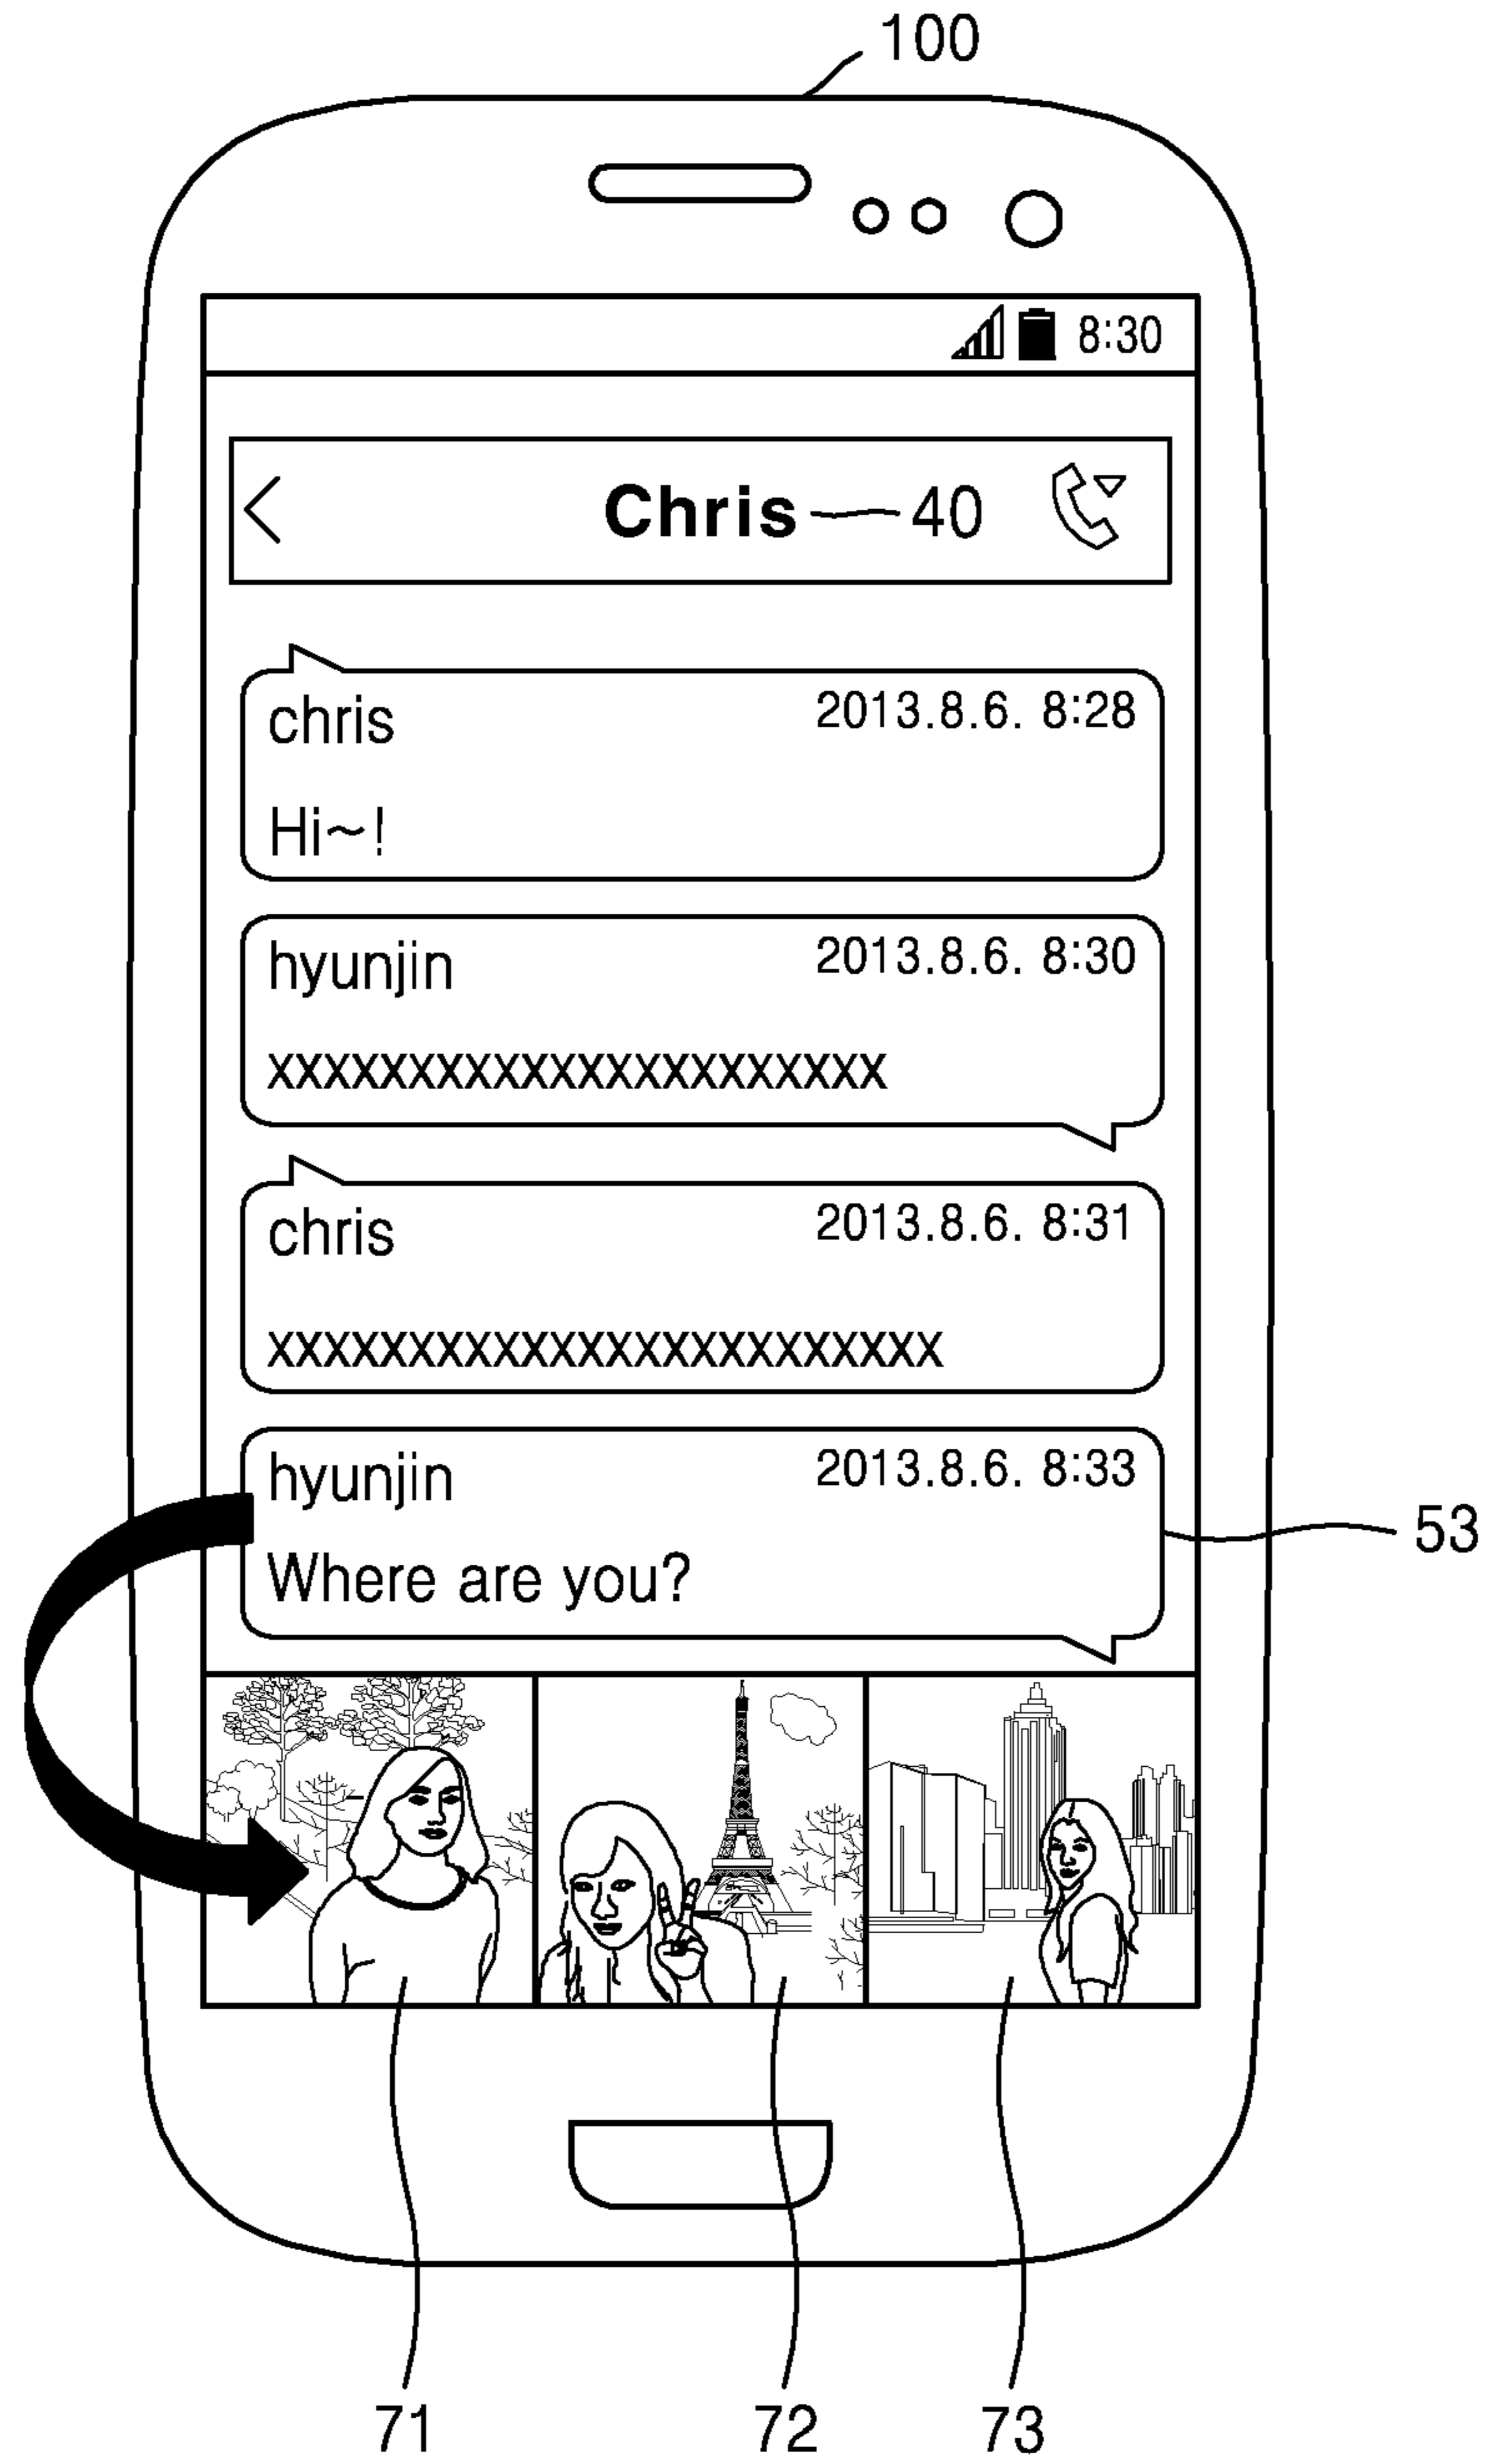 100
8:30
Chris 40
chris 2013.8.6. 8:28
Hi~!
hyunjin 2013.8.6. 8:30
xxxxxxxxxxxxxxxxxxxxxx
chris 2013.8.6. 8:31
xxxxxxxxxxxxxxxxxxxxxxxx
hyunjin 2013.8.6. 8:33
53
Where are you?
71 72 73